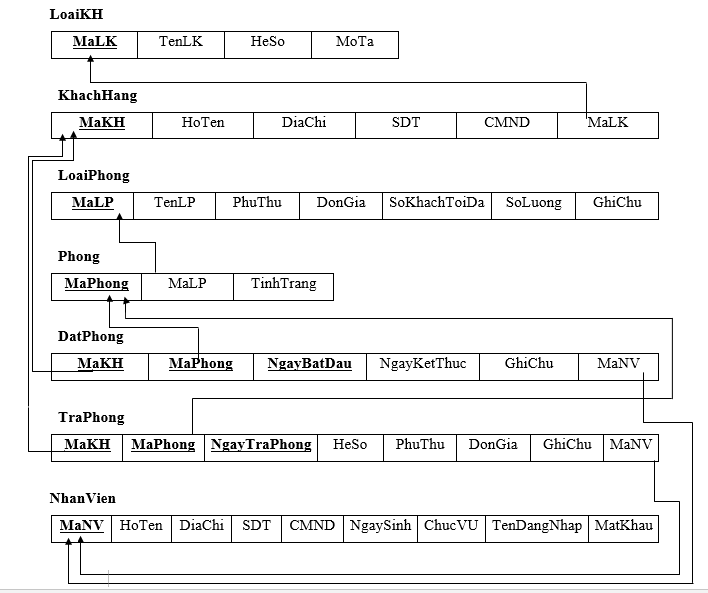 LoaiKH
MaLK TenLK HeSo MoTa
KhachHang
MaKH HoTen DiaChi SDT CMND MaLK
LoaiPhong
MaLP TenLP PhuThu DonGia SoKhachToiDa SoLuong GhiChu
Phong
MaPhong MaLP TinhTrang
DatPhong
MaKH MaPhong NgayBatDau NgayKetThuc GhiChu MaNV
TraPhong
MaKH MaPhong NgayTraPhong HeSo PhuThu DonGia GhiChu MaNV
NhanVien
MaNV HoTen DiaChi SDT CMND NgaySinh ChucVU TenDangNhap MatKhau